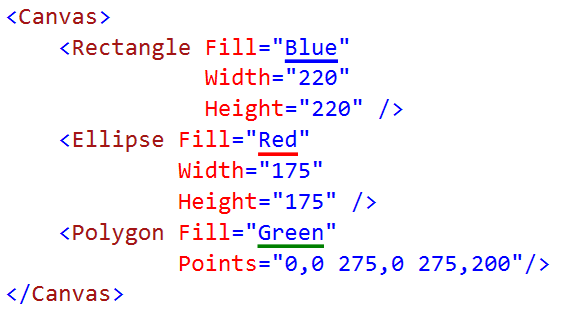 <Canvas>
<Rectangle Fill="Blue"
Width="220"
Height="220" />
<Ellipse Fill="Red"
Width="175"
Height="175" />
<Polygon Fill="Green"
Points="0,0 275,0 275,200"/>
</Canvas>